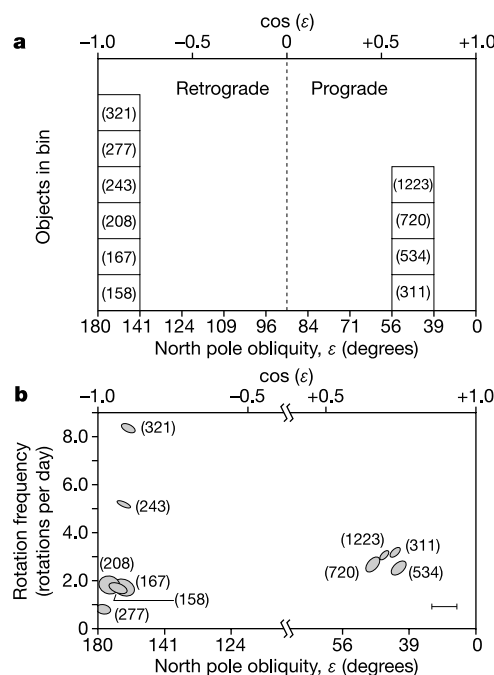 cos (ε)
a
-1.0 -0.5 0 +0.5 +1.0
Retrograde Prograde
Objects in bin
(321)
(277)
(243) (1223)
(208) (720)
(167) (534)
(158) (311)
180 141 124 109 96 84 71 56 39 0
North pole obliquity, ε (degrees)
cos (ε)
b
-1.0 -0.5 +0.5 +1.0
Rotation frequency
(rotations per day)
8.0
6.0
4.0
2.0
0
(321)
(243)
(208)
(167)
(158)
(277)
(1223)
(311)
(720)
(534)
180 141 124 56 39 0
North pole obliquity, ε (degrees)